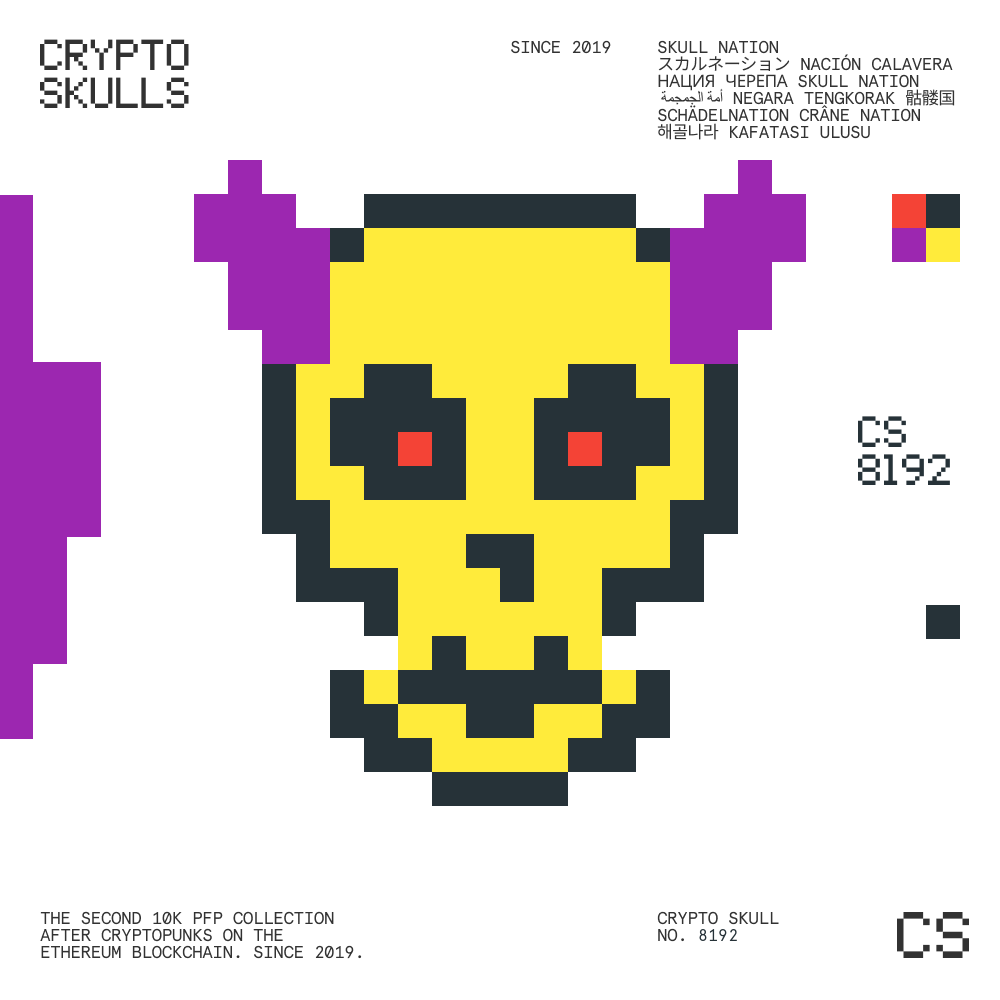 CRYPTO
SKULLS
SINCE 2019
SKULL NATION
スカルネーション NACIÓN CALAVERA
НАЦИЯ ЧЕРЕПА SKULL NATION
أمة الجمجمة NEGARA TENGKORAK 骷髅国
SCHÄDELNATION CRÂNE NATION
해골나라 KAFATASI ULUSU
CS
8192
THE SECOND 10K PFP COLLECTION
AFTER CRYPTOPUNKS ON THE
ETHEREUM BLOCKCHAIN. SINCE 2019.
CRYPTO SKULL
NO. 8192
CS